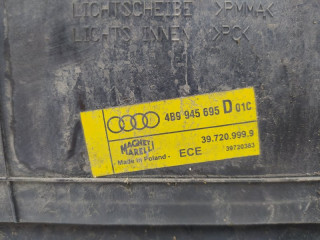 LICHTSCHEIBE >PMMA<
LICHTS INNEN >PC<
4B9 945 695 D 01C
MAGNETI MARELLI
39.720.999.9
Made in Poland - ECE 39720383